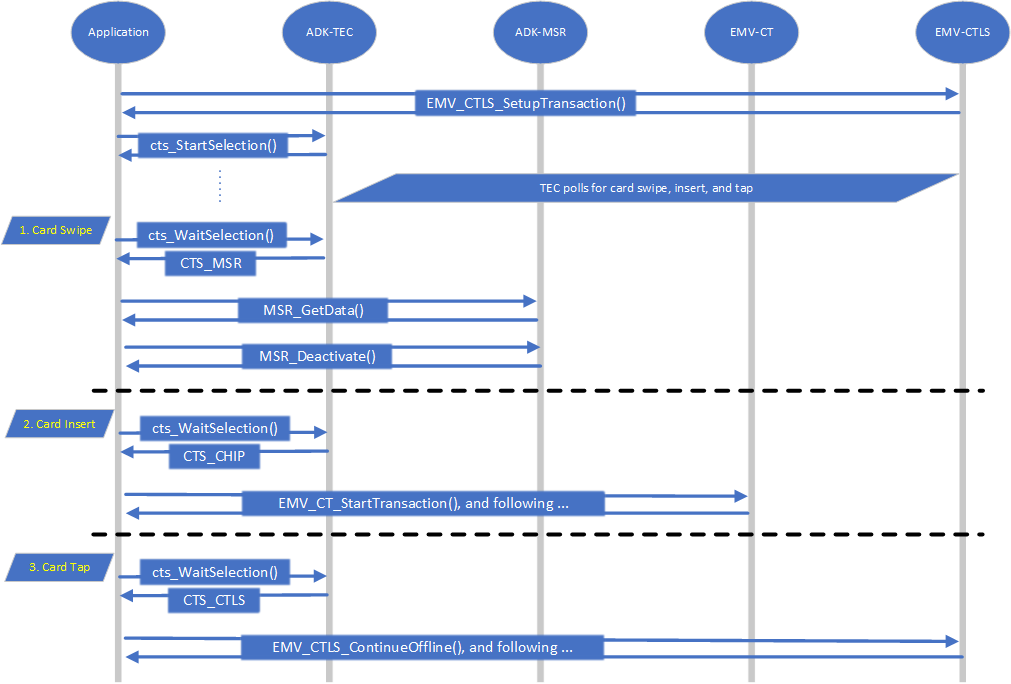 Application
ADK-TEC
ADK-MSR
EMV-CT
EMV-CTLS
EMV_CTLS_SetupTransaction()
cts_StartSelection()
TEC polls for card swipe, insert, and tap
1. Card Swipe
cts_WaitSelection()
CTS_MSR
MSR_GetData()
MSR_Deactivate()
2. Card Insert
cts_WaitSelection()
CTS_CHIP
EMV_CT_StartTransaction(), and following ...
3. Card Tap
cts_WaitSelection()
CTS_CTLS
EMV_CTLS_ContinueOffline(), and following ...